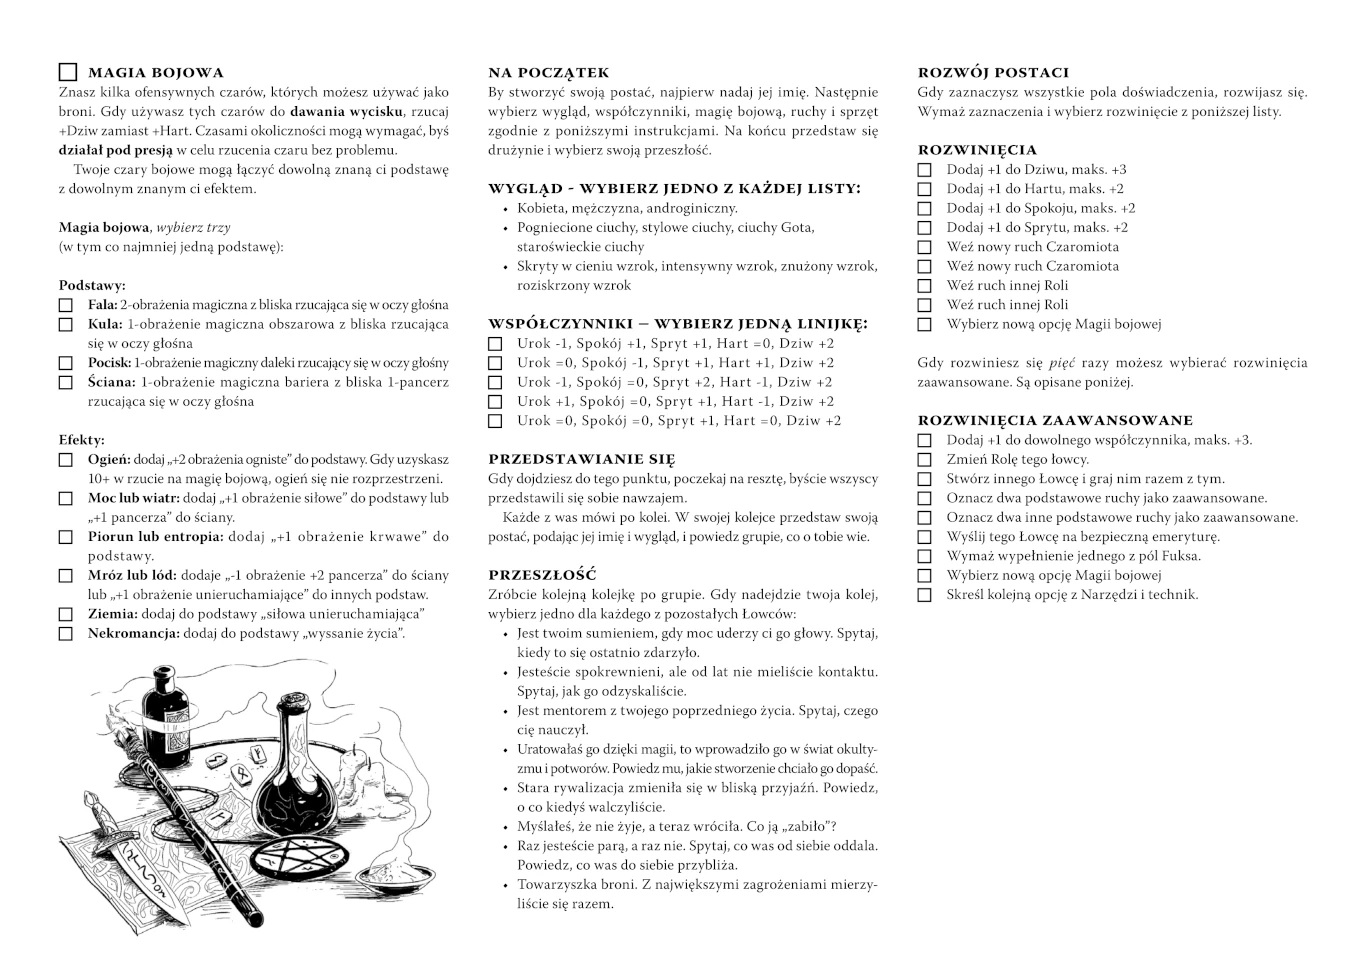 MAGIA BOJOWA
Znasz kilka ofensywnych czarów, których możesz używać jako
broni. Gdy używasz tych czarów do dawania wycisku, rzucaj
+Dziw zamiast +Hart. Czasami okoliczności mogą wymagać, byś
działał pod presją w celu rzucenia czaru bez problemu.
Twoje czary bojowe mogą łączyć dowolną znaną ci podstawę
z dowolnym znanym ci efektem.
Magia bojowa, wybierz trzy
(w tym co najmniej jedną podstawę):
Podstawy:
Fala: 2-obrażenia magiczna z bliska rzucająca się w oczy głośna
Kula: 1-obrażenie magiczna obszarowa z bliska rzucająca
się w oczy głośna
Pocisk: 1-obrażenie magiczny daleki rzucający się w oczy głośny
Ściana: 1-obrażenie magiczna bariera z bliska 1-pancerz
rzucająca się w oczy głośna
Efekty:
Ogień: dodaj „+2 obrażenia ogniste” do podstawy. Gdy uzyskasz
10+ w rzucie na magię bojową, ogień się nie rozprzestrzeni.
Moc lub wiatr: dodaj „+1 obrażenie siłowe” do podstawy lub
„+1 pancerza” do ściany.
Piorun lub entropia: dodaj „+1 obrażenie krwawe” do
podstawy.
Mróz lub lód: dodaje „-1 obrażenie +2 pancerza” do ściany
lub „+1 obrażenie unieruchamiające” do innych podstaw.
Ziemia: dodaj do podstawy „siłowa unieruchamiająca”
Nekromancja: dodaj do podstawy „wyssanie życia”.
NA POCZĄTEK
By stworzyć swoją postać, najpierw nadaj jej imię. Następnie
wybierz wygląd, współczynniki, magię bojową, ruchy i sprzęt
zgodnie z poniższymi instrukcjami. Na końcu przedstaw się
drużynie i wybierz swoją przeszłość.
WYGLĄD - WYBIERZ JEDNO Z KAŻDEJ LISTY:
• Kobieta, mężczyzna, androginiczny.
• Pogniecione ciuchy, stylowe ciuchy, ciuchy Gota,
staroświeckie ciuchy
• Skryty w cieniu wzrok, intensywny wzrok, znużony wzrok,
roziskrzony wzrok
WSPÓŁCZYNNIKI – WYBIERZ JEDNĄ LINIJKĘ:
Urok -1, Spokój +1, Spryt +1, Hart =0, Dziw +2
Urok =0, Spokój -1, Spryt +1, Hart +1, Dziw +2
Urok -1, Spokój =0, Spryt +2, Hart -1, Dziw +2
Urok +1, Spokój =0, Spryt +1, Hart -1, Dziw +2
Urok =0, Spokój =0, Spryt +1, Hart =0, Dziw +2
PRZEDSTAWIANIE SIĘ
Gdy dojdziesz do tego punktu, poczekaj na resztę, byście wszyscy
przedstawili się sobie nawzajem.
Każde z was mówi po kolei. W swojej kolejce przedstaw swoją
postać, podając jej imię i wygląd, i powiedz grupie, co o tobie wie.
PRZESZŁOŚĆ
Zróbcie kolejną kolejkę po grupie. Gdy nadejdzie twoja kolej,
wybierz jedno dla każdego z pozostałych Łowców:
• Jest twoim sumieniem, gdy moc uderzy ci go głowy. Spytaj,
kiedy to się ostatnio zdarzyło.
• Jesteście spokrewnieni, ale od lat nie mieliście kontaktu.
Spytaj, jak go odzyskaliście.
• Jest mentorem z twojego poprzedniego życia. Spytaj, czego
cię nauczył.
• Uratowałaś go dzięki magii, to wprowadziło go w świat okulty-
zmu i potworów. Powiedz mu, jakie stworzenie chciało go dopaść.
• Stara rywalizacja zmieniła się w bliską przyjaźń. Powiedz,
o co kiedyś walczyliście.
• Myślałeś, że nie żyje, a teraz wróciła. Co ją „zabiło”?
• Raz jesteście parą, a raz nie. Spytaj, co was od siebie oddala.
Powiedz, co was do siebie przybliża.
• Towarzyszka broni. Z największymi zagrożeniami mierzy-
liście się razem.
ROZWÓJ POSTACI
Gdy zaznaczysz wszystkie pola doświadczenia, rozwijasz się.
Wymaż zaznaczenia i wybierz rozwinięcie z poniższej listy.
ROZWINIĘCIA
Dodaj +1 do Dziwu, maks. +3
Dodaj +1 do Hartu, maks. +2
Dodaj +1 do Spokoju, maks. +2
Dodaj +1 do Sprytu, maks. +2
Weź nowy ruch Czaromiota
Weź nowy ruch Czaromiota
Weź ruch innej Roli
Weź ruch innej Roli
Wybierz nową opcję Magii bojowej
Gdy rozwiniesz się pięć razy możesz wybierać rozwinięcia
zaawansowane. Są opisane poniżej.
ROZWINIĘCIA ZAAWANSOWANE
Dodaj +1 do dowolnego współczynnika, maks. +3.
Zmień Rolę tego łowcy.
Stwórz innego Łowcę i graj nim razem z tym.
Oznacz dwa podstawowe ruchy jako zaawansowane.
Oznacz dwa inne podstawowe ruchy jako zaawansowane.
Wyślij tego Łowcę na bezpieczną emeryturę.
Wymaż wypełnienie jednego z pól Fuksa.
Wybierz nową opcję Magii bojowej
Skreśl kolejną opcję z Narzędzi i technik.